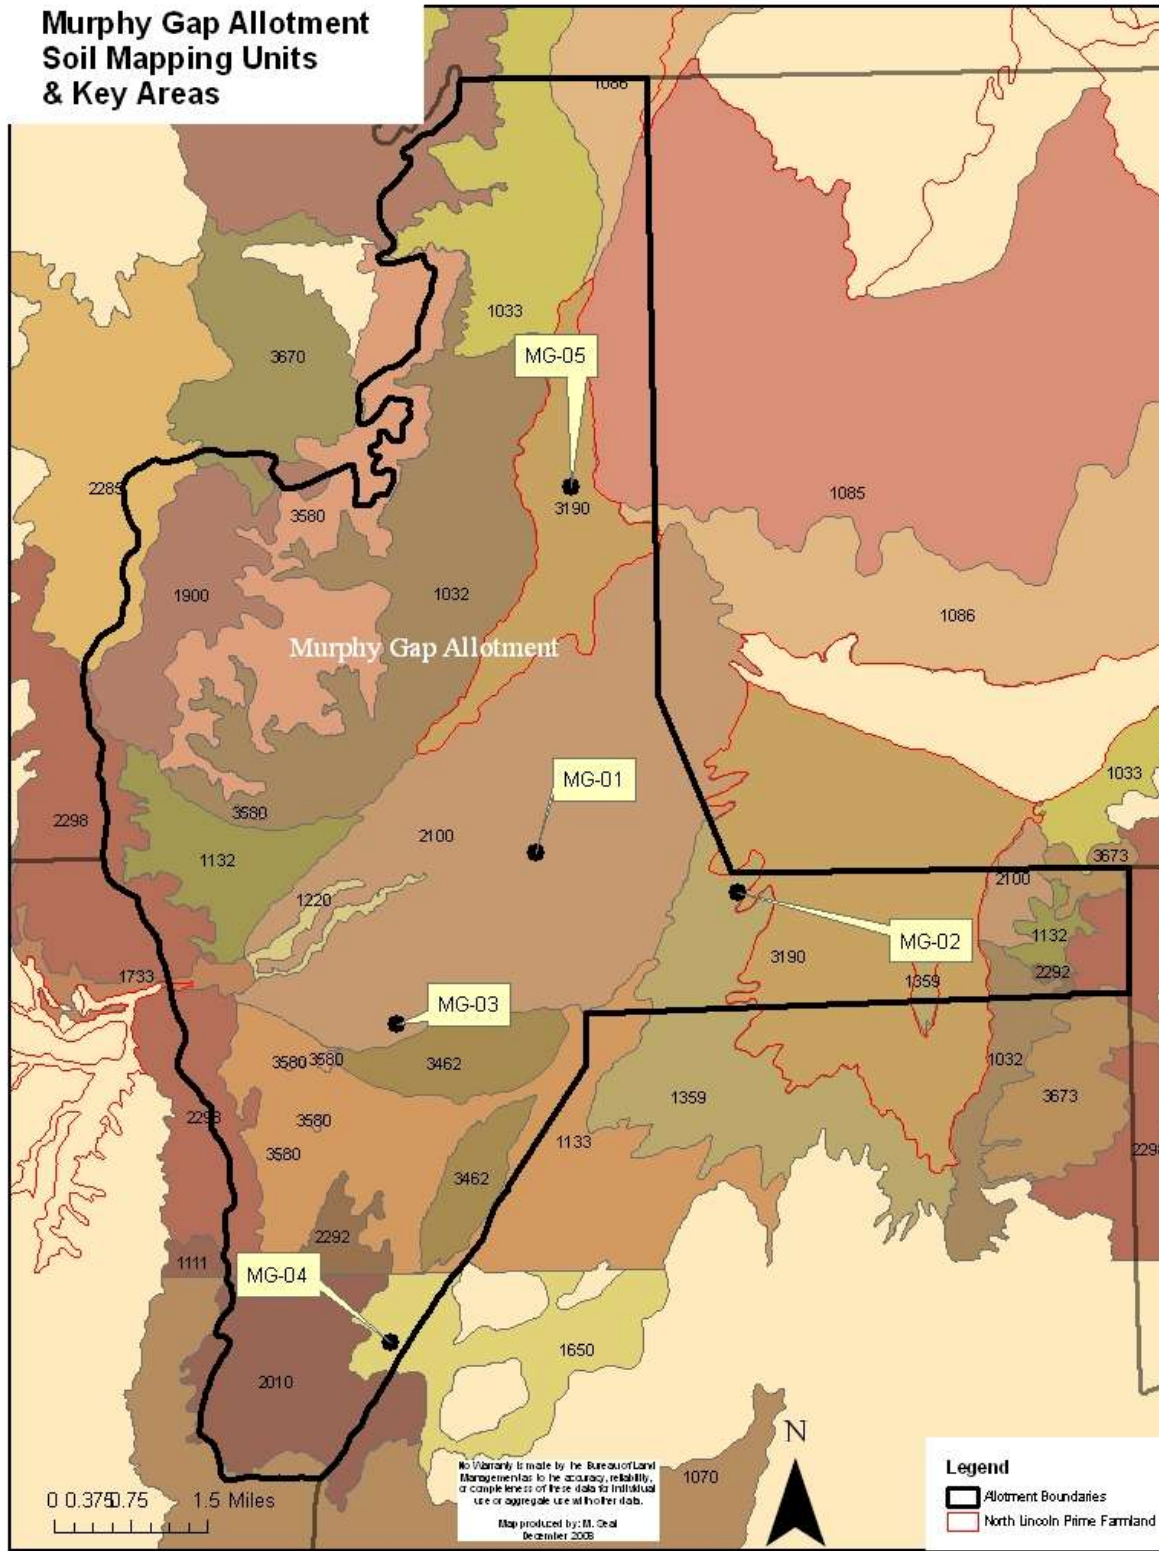 Murphy Gap Allotment
Soil Mapping Units
& Key Areas
1086
1033
3670
MG-05
2285
3580
3190
1085
1900
1032
1086
Murphy Gap Allotment
MG-01
1033
2298
3580
2100
1132
3673
2100
1220
MG-02
1132
3190
2292
1733
1359
MG-03
3580
3580
3462
1032
2298
1359
3673
3580
1133
3580
2298
3462
2292
1111
MG-04
1650
2010
N
No Warranty is made by the Bureau of Land
Management as to the accuracy, reliability,
or completeness of these data for individual
use or aggregate use with other data.
Map produced by: M. Seal
December 2008
1070
0 0.375 0.75 1.5 Miles
Legend
Allotment Boundaries
North Lincoln Prime Farmland